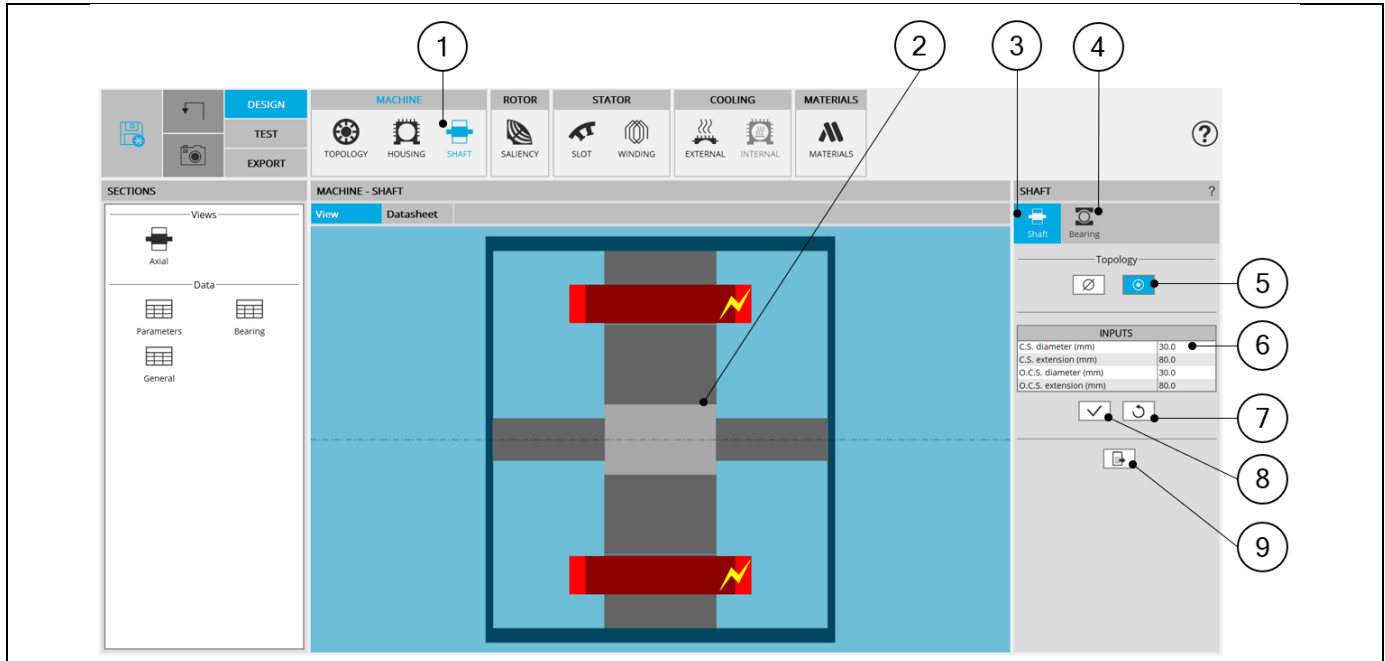 1 2 3 4
DESIGN MACHINE ROTOR STATOR COOLING MATERIALS
TEST
EXPORT
TOPOLOGY HOUSING SHAFT SALIENCY SLOT WINDING EXTERNAL INTERNAL MATERIALS
?
SECTIONS MACHINE - SHAFT SHAFT ?
View Datasheet
Views
Axial
Data
Parameters Bearing
General
Shaft Bearing
Topology
Ø
5
INPUTS
C.S. diameter (mm) 30.0
C.S. extension (mm) 80.0
O.C.S. diameter (mm) 30.0
O.C.S. extension (mm) 80.0
6
7
8
9